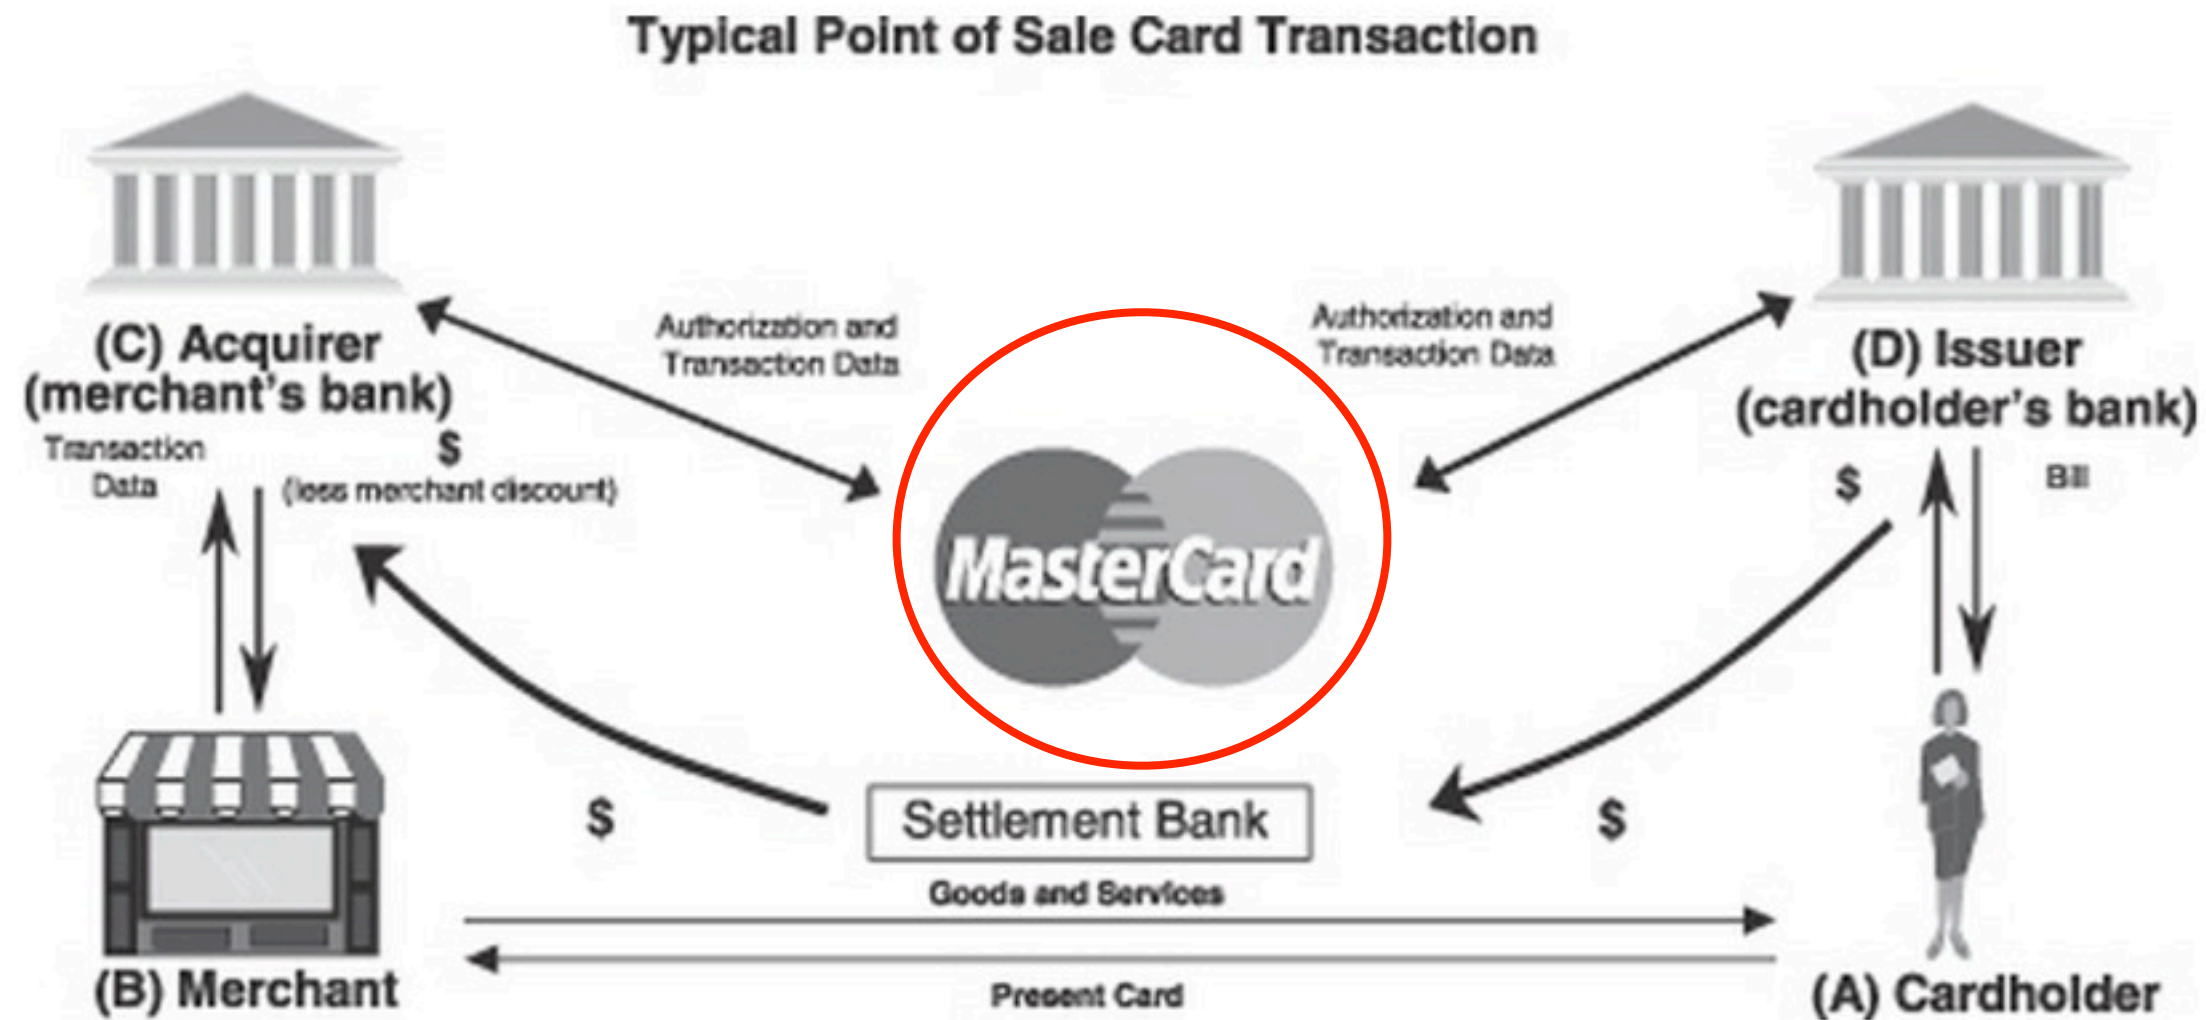 Typical Point of Sale Card Transaction
(C) Acquirer
(merchant's bank)
Transaction
Data
$
(less merchant discount)
Authorization and
Transaction Data
MasterCard
Authorization and
Transaction Data
(D) Issuer
(cardholder's bank)
$
Bill
$
Settlement Bank
$
Goods and Services
Present Card
(B) Merchant
(A) Cardholder